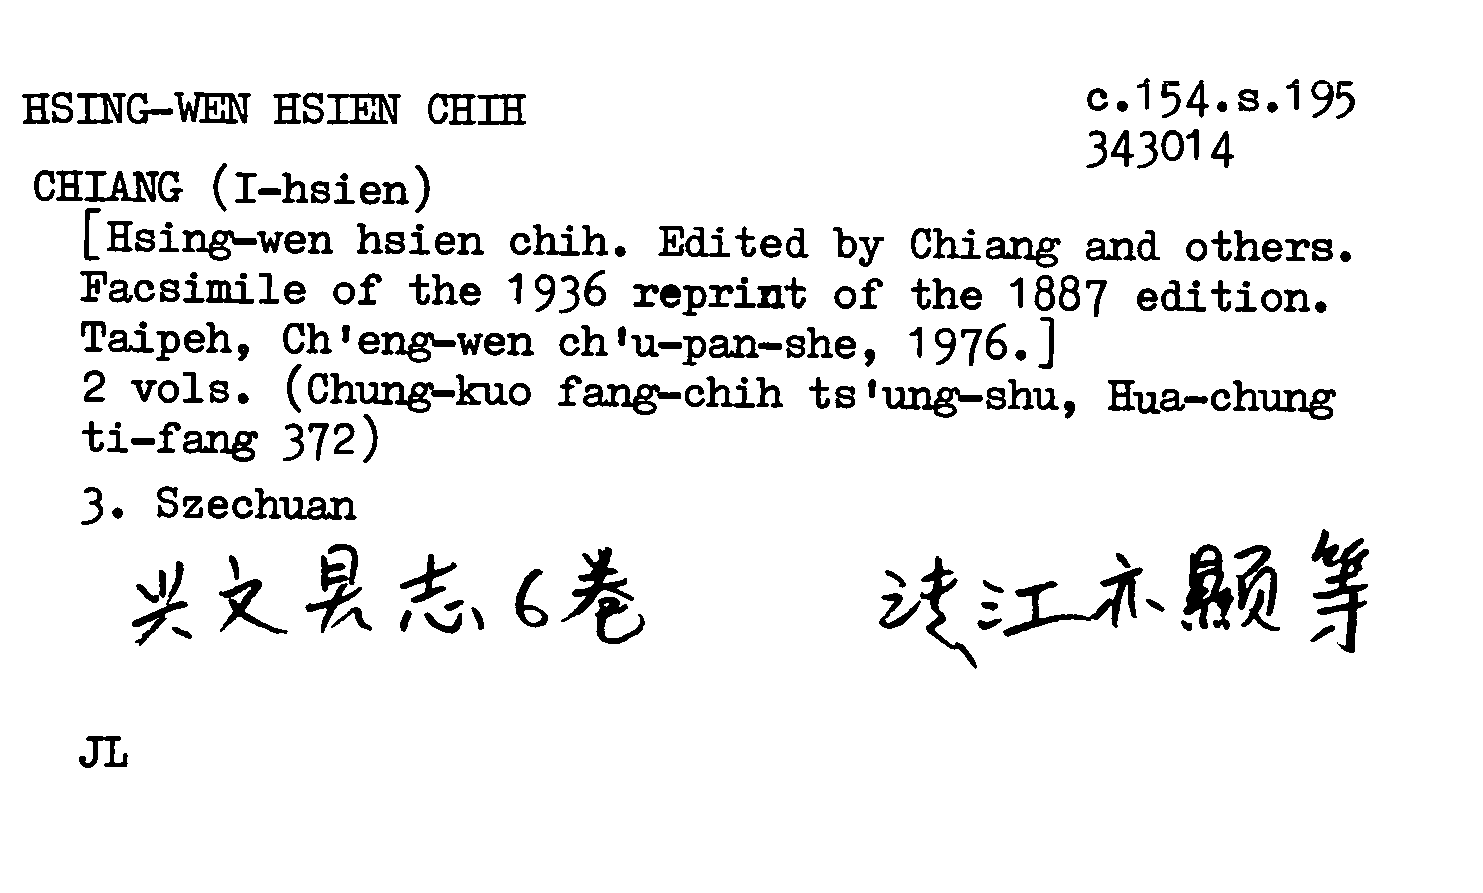 HSING-WEN HSIEN CHIH
c.154.s.195
343014
CHIANG (I-hsien)
[Hsing-wen hsien chih. Edited by Chiang and others.
Facsimile of the 1936 reprint of the 1887 edition.
Taipeh, Ch'eng-wen ch'u-pan-she, 1976.]
2 vols. (Chung-kuo fang-chih ts'ung-shu, Hua-chung
ti-fang 372)
3. Szechuan
兴文县志6卷 清江亦顯等
JL